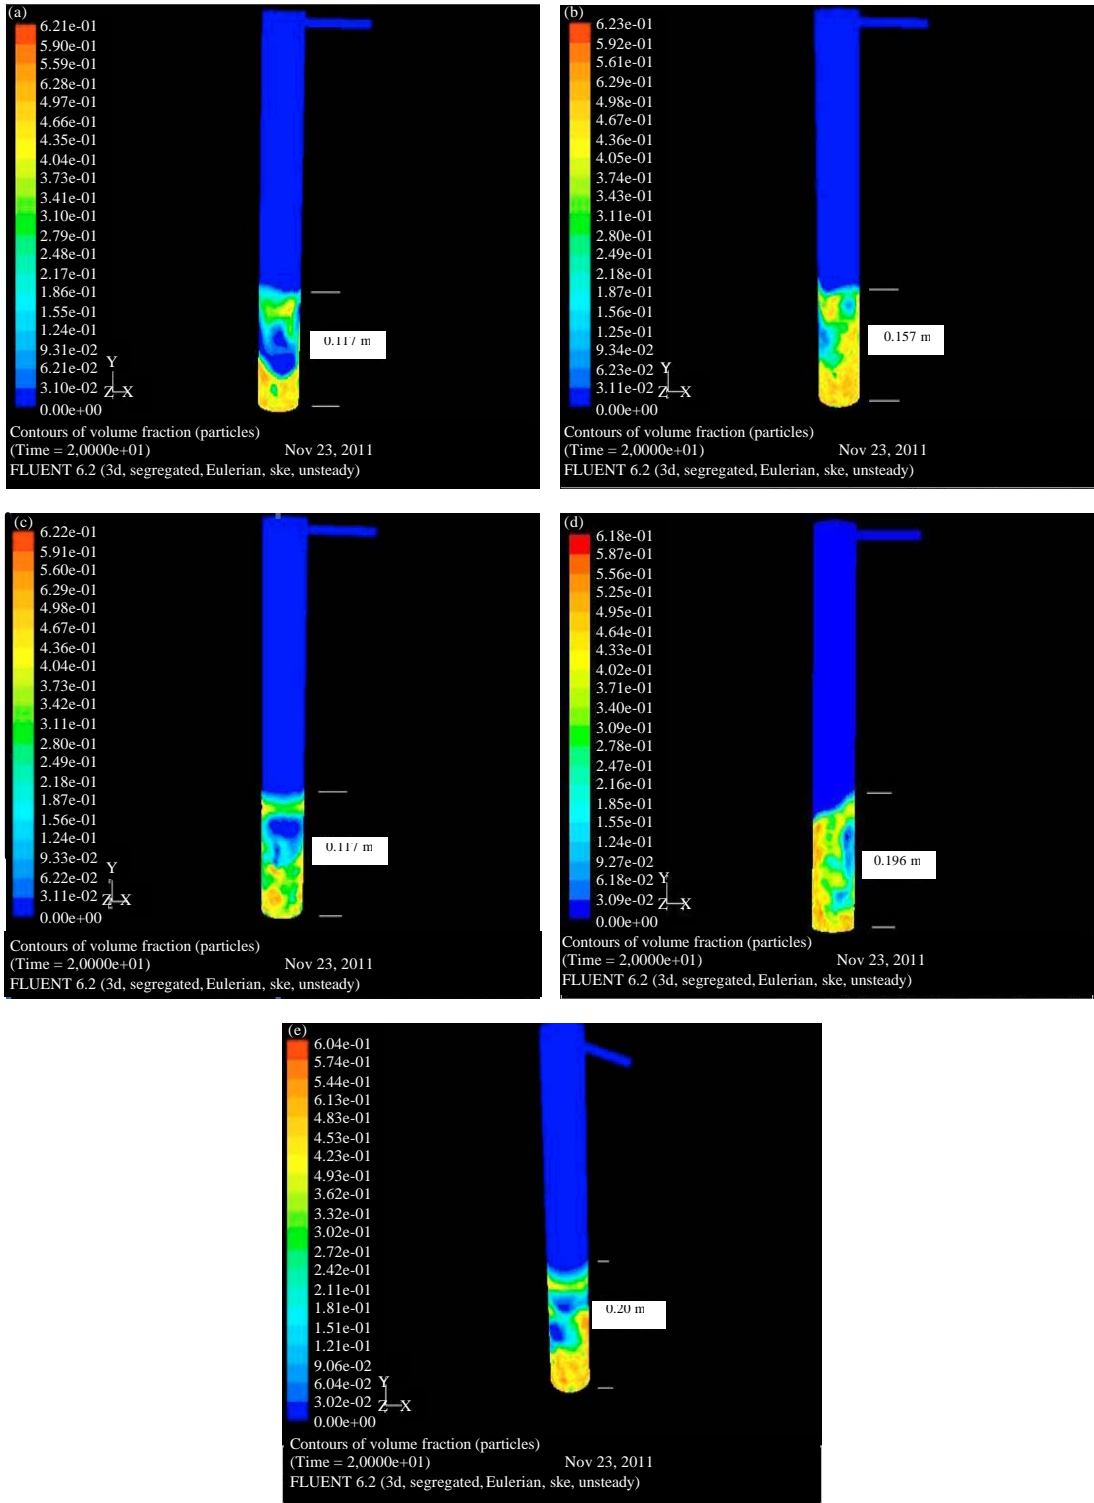 (a)
6.21e-01
5.90e-01
5.59e-01
6.28e-01
4.97e-01
4.66e-01
4.35e-01
4.04e-01
3.73e-01
3.41e-01
3.10e-01
2.79e-01
2.48e-01
2.17e-01
1.86e-01
1.55e-01
1.24e-01
9.31e-02
6.21e-02
3.10e-02
0.00e+00
Y
Z X
0.117 m
Contours of volume fraction (particles)
(Time = 2,0000e+01) Nov 23, 2011
FLUENT 6.2 (3d, segregated, Eulerian, ske, unsteady)
(b)
6.23e-01
5.92e-01
5.61e-01
6.29e-01
4.98e-01
4.67e-01
4.36e-01
4.05e-01
3.74e-01
3.43e-01
3.11e-01
2.80e-01
2.49e-01
2.18e-01
1.87e-01
1.56e-01
1.25e-01
9.34e-02
6.23e-02
3.11e-02
0.00e+00
Y
Z X
0.157 m
Contours of volume fraction (particles)
(Time = 2,0000e+01) Nov 23, 2011
FLUENT 6.2 (3d, segregated, Eulerian, ske, unsteady)
(c)
6.22e-01
5.91e-01
5.60e-01
6.29e-01
4.98e-01
4.67e-01
4.36e-01
4.04e-01
3.73e-01
3.42e-01
3.11e-01
2.80e-01
2.49e-01
2.18e-01
1.87e-01
1.56e-01
1.24e-01
9.33e-02
6.22e-02
3.11e-02
0.00e+00
Y
Z X
0.117 m
Contours of volume fraction (particles)
(Time = 2,0000e+01) Nov 23, 2011
FLUENT 6.2 (3d, segregated, Eulerian, ske, unsteady)
(d)
6.18e-01
5.87e-01
5.56e-01
5.25e-01
4.95e-01
4.64e-01
4.33e-01
4.02e-01
3.71e-01
3.40e-01
3.09e-01
2.78e-01
2.47e-01
2.16e-01
1.85e-01
1.55e-01
1.24e-01
9.27e-02
6.18e-02
3.09e-02
0.00e+00
Y
Z X
0.196 m
Contours of volume fraction (particles)
(Time = 2,0000e+01) Nov 23, 2011
FLUENT 6.2 (3d, segregated, Eulerian, ske, unsteady)
(e)
6.04e-01
5.74e-01
5.44e-01
6.13e-01
4.83e-01
4.53e-01
4.23e-01
4.93e-01
3.62e-01
3.32e-01
3.02e-01
2.72e-01
2.42e-01
2.11e-01
1.81e-01
1.51e-01
1.21e-01
9.06e-02
6.04e-02
3.02e-02
0.00e+00
Y
Z X
0.20 m
Contours of volume fraction (particles)
(Time = 2,0000e+01) Nov 23, 2011
FLUENT 6.2 (3d, segregated, Eulerian, ske, unsteady)